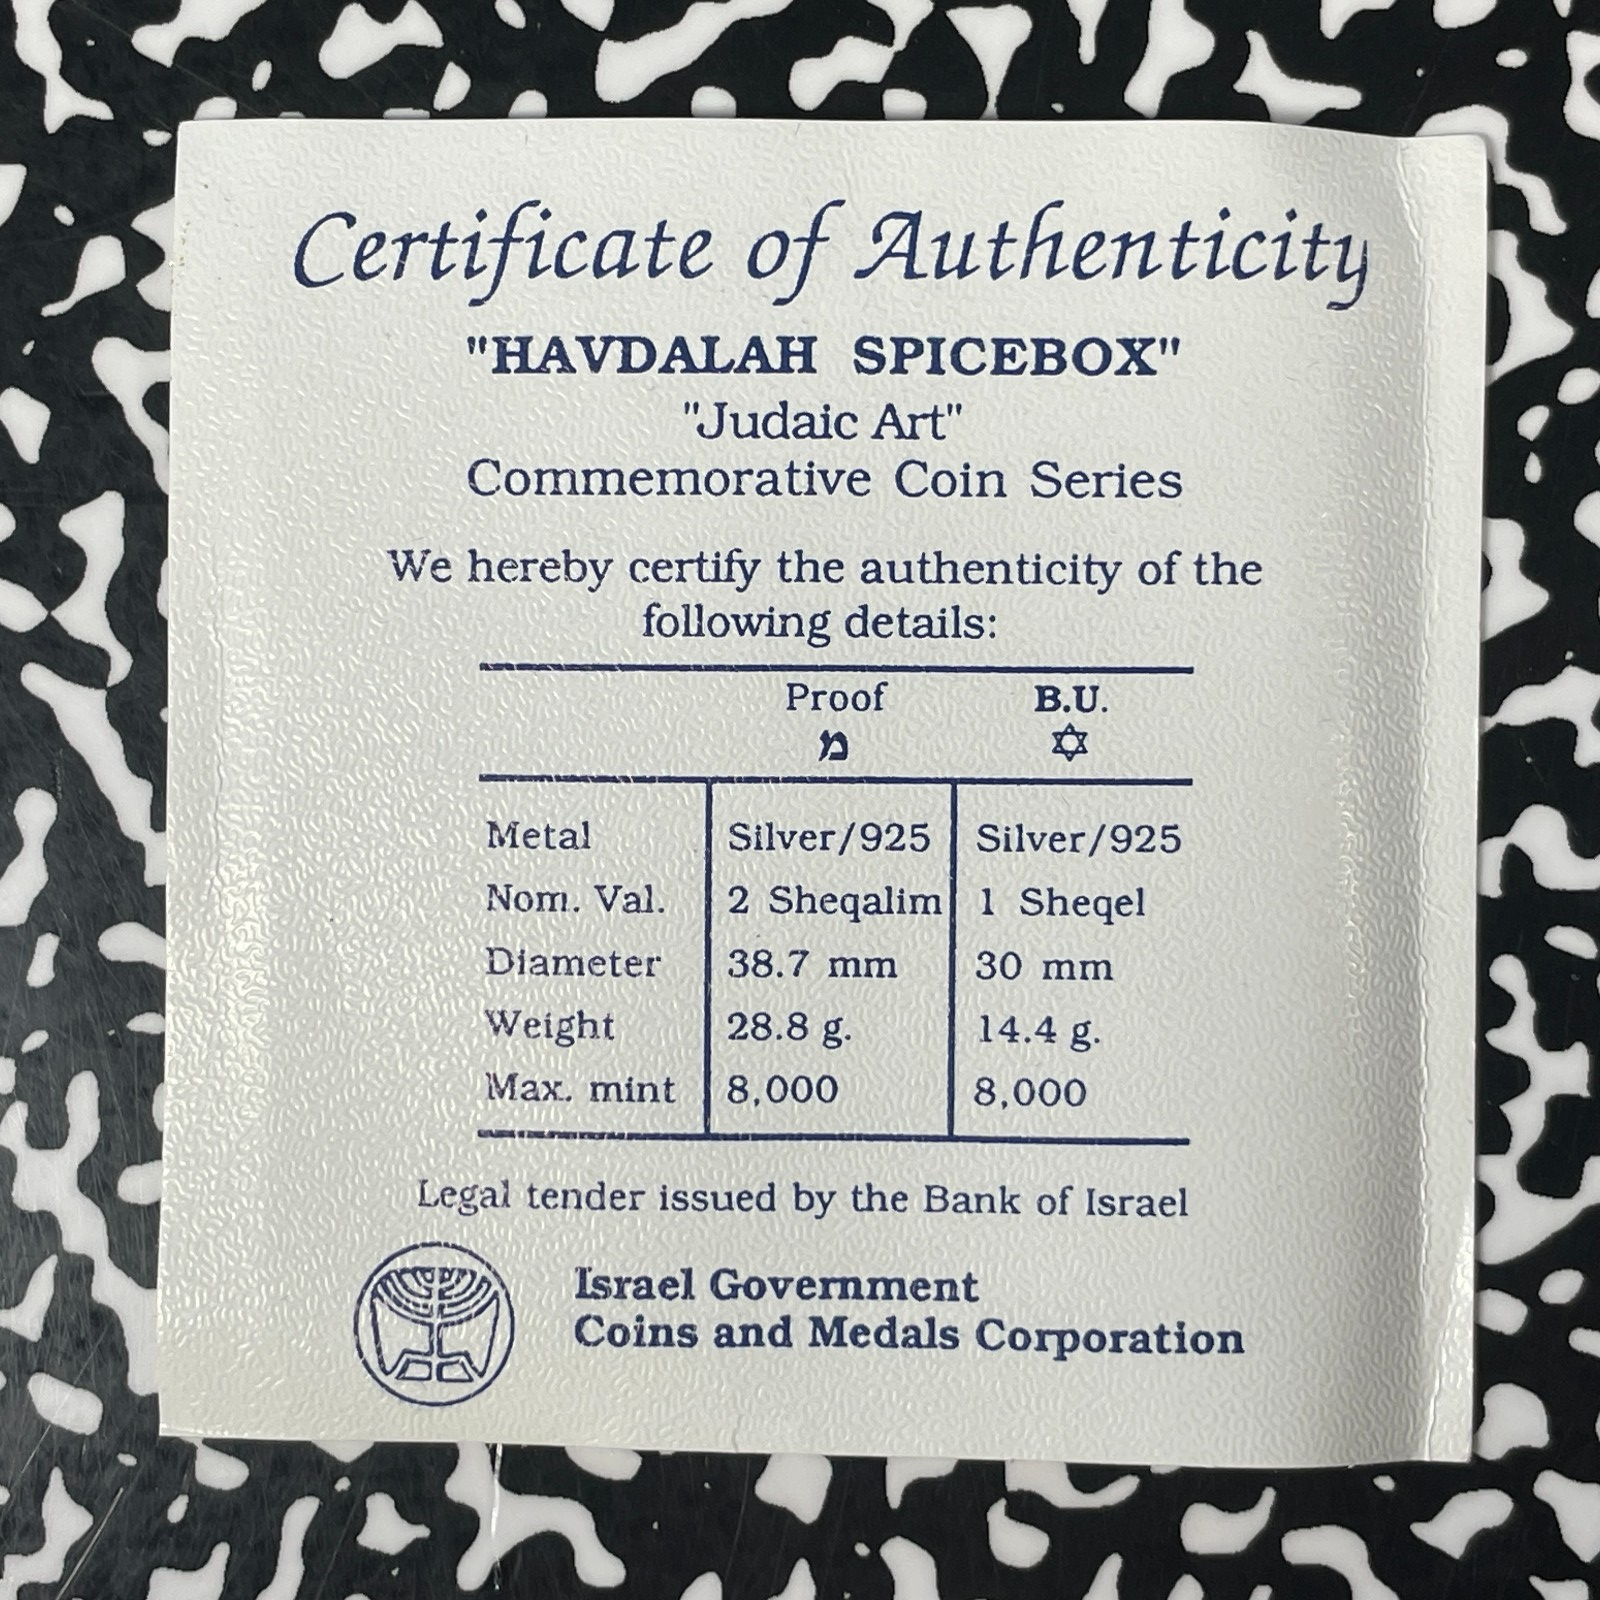 Certificate of Authenticity
"HAVDALAH SPICEBOX"
"Judaic Art"
Commemorative Coin Series
We hereby certify the authenticity of the
following details:
Proof B.U.
מ ✡
Metal Silver/925 Silver/925
Nom. Val. 2 Sheqalim 1 Sheqel
Diameter 38.7 mm 30 mm
Weight 28.8 g. 14.4 g.
Max. mint 8,000 8,000
Legal tender issued by the Bank of Israel
Israel Government
Coins and Medals Corporation